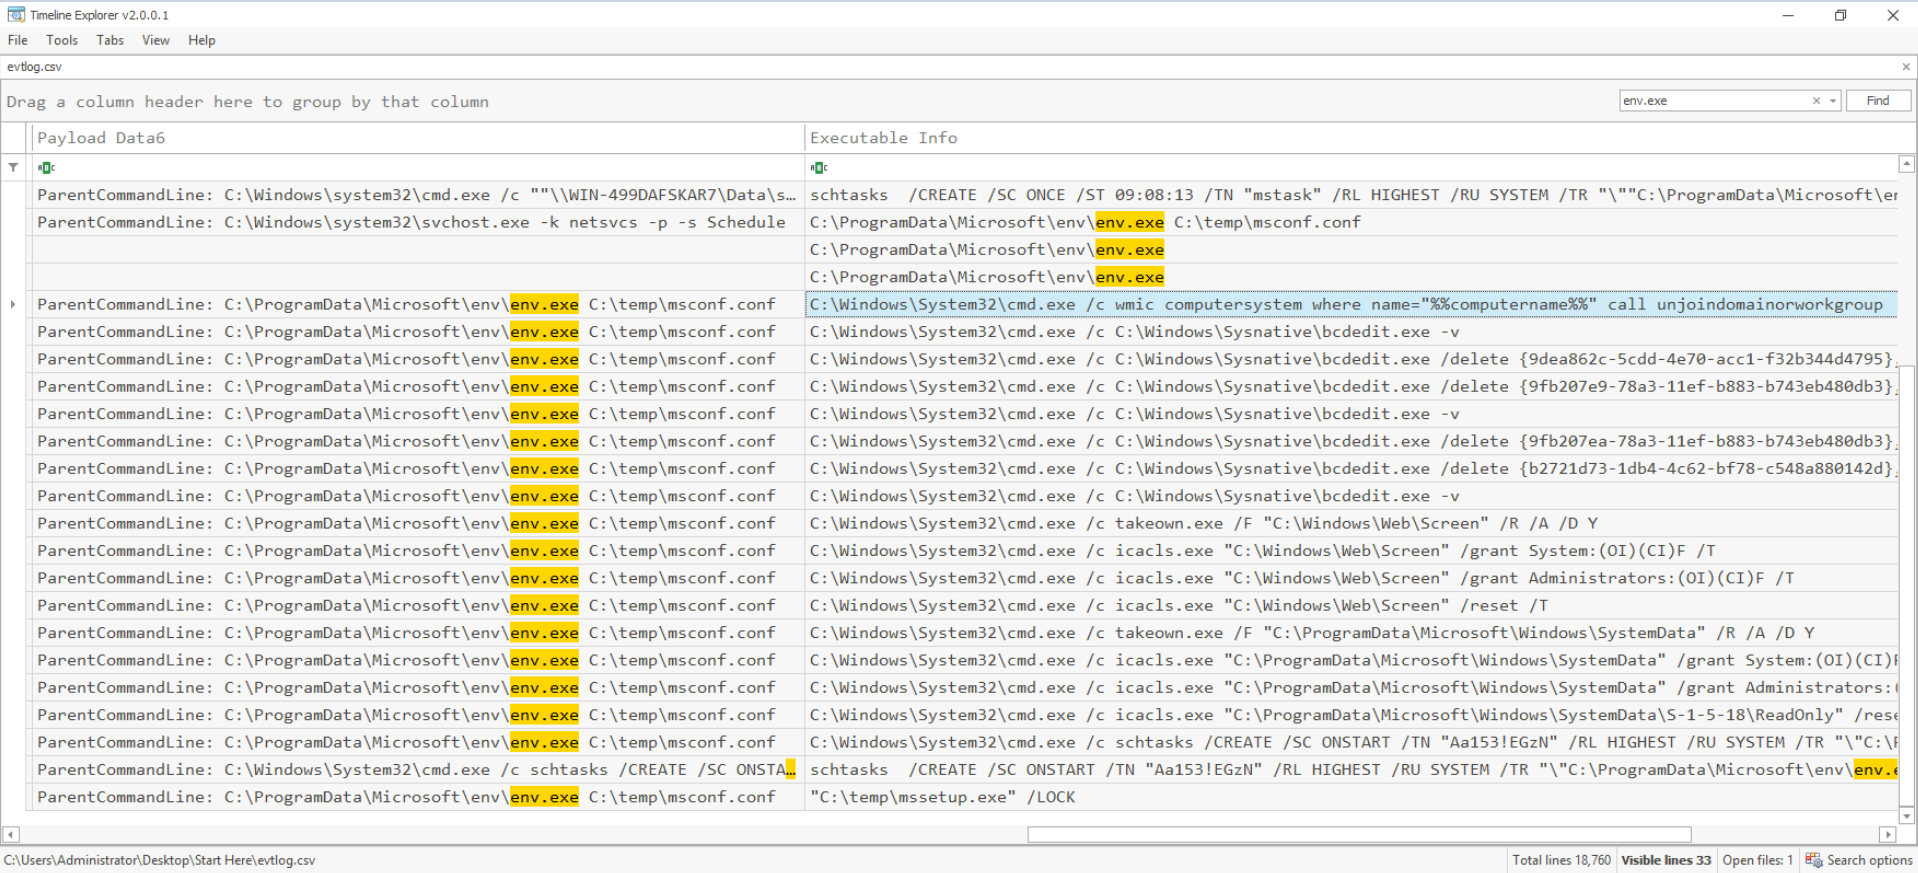 Timeline Explorer v2.0.0.1
File Tools Tabs View Help
evtlog.csv
Drag a column header here to group by that column
env.exe Find
Payload Data6 Executable Info
ParentCommandLine: C:\Windows\system32\cmd.exe /c ""\\WIN-499DAFSKAR7\Data\s… schtasks /CREATE /SC ONCE /ST 09:08:13 /TN "mstask" /RL HIGHEST /RU SYSTEM /TR "\""C:\ProgramData\Microsoft\en
ParentCommandLine: C:\Windows\system32\svchost.exe -k netsvcs -p -s Schedule C:\ProgramData\Microsoft\env\env.exe C:\temp\msconf.conf
C:\ProgramData\Microsoft\env\env.exe
C:\ProgramData\Microsoft\env\env.exe
ParentCommandLine: C:\ProgramData\Microsoft\env\env.exe C:\temp\msconf.conf C:\Windows\System32\cmd.exe /c wmic computersystem where name="%%computername%%" call unjoindomainorworkgroup
ParentCommandLine: C:\ProgramData\Microsoft\env\env.exe C:\temp\msconf.conf C:\Windows\System32\cmd.exe /c C:\Windows\Sysnative\bcdedit.exe -v
ParentCommandLine: C:\ProgramData\Microsoft\env\env.exe C:\temp\msconf.conf C:\Windows\System32\cmd.exe /c C:\Windows\Sysnative\bcdedit.exe /delete {9dea862c-5cdd-4e70-acc1-f32b344d4795}
ParentCommandLine: C:\ProgramData\Microsoft\env\env.exe C:\temp\msconf.conf C:\Windows\System32\cmd.exe /c C:\Windows\Sysnative\bcdedit.exe /delete {9fb207e9-78a3-11ef-b883-b743eb480db3}
ParentCommandLine: C:\ProgramData\Microsoft\env\env.exe C:\temp\msconf.conf C:\Windows\System32\cmd.exe /c C:\Windows\Sysnative\bcdedit.exe -v
ParentCommandLine: C:\ProgramData\Microsoft\env\env.exe C:\temp\msconf.conf C:\Windows\System32\cmd.exe /c C:\Windows\Sysnative\bcdedit.exe /delete {9fb207ea-78a3-11ef-b883-b743eb480db3}
ParentCommandLine: C:\ProgramData\Microsoft\env\env.exe C:\temp\msconf.conf C:\Windows\System32\cmd.exe /c C:\Windows\Sysnative\bcdedit.exe /delete {b2721d73-1db4-4c62-bf78-c548a880142d}
ParentCommandLine: C:\ProgramData\Microsoft\env\env.exe C:\temp\msconf.conf C:\Windows\System32\cmd.exe /c C:\Windows\Sysnative\bcdedit.exe -v
ParentCommandLine: C:\ProgramData\Microsoft\env\env.exe C:\temp\msconf.conf C:\Windows\System32\cmd.exe /c takeown.exe /F "C:\Windows\Web\Screen" /R /A /D Y
ParentCommandLine: C:\ProgramData\Microsoft\env\env.exe C:\temp\msconf.conf C:\Windows\System32\cmd.exe /c icacls.exe "C:\Windows\Web\Screen" /grant System:(OI)(CI)F /T
ParentCommandLine: C:\ProgramData\Microsoft\env\env.exe C:\temp\msconf.conf C:\Windows\System32\cmd.exe /c icacls.exe "C:\Windows\Web\Screen" /grant Administrators:(OI)(CI)F /T
ParentCommandLine: C:\ProgramData\Microsoft\env\env.exe C:\temp\msconf.conf C:\Windows\System32\cmd.exe /c icacls.exe "C:\Windows\Web\Screen" /reset /T
ParentCommandLine: C:\ProgramData\Microsoft\env\env.exe C:\temp\msconf.conf C:\Windows\System32\cmd.exe /c takeown.exe /F "C:\ProgramData\Microsoft\Windows\SystemData" /R /A /D Y
ParentCommandLine: C:\ProgramData\Microsoft\env\env.exe C:\temp\msconf.conf C:\Windows\System32\cmd.exe /c icacls.exe "C:\ProgramData\Microsoft\Windows\SystemData" /grant System:(OI)(CI)F
ParentCommandLine: C:\ProgramData\Microsoft\env\env.exe C:\temp\msconf.conf C:\Windows\System32\cmd.exe /c icacls.exe "C:\ProgramData\Microsoft\Windows\SystemData" /grant Administrators:(
ParentCommandLine: C:\ProgramData\Microsoft\env\env.exe C:\temp\msconf.conf C:\Windows\System32\cmd.exe /c icacls.exe "C:\ProgramData\Microsoft\Windows\SystemData\S-1-5-18\ReadOnly" /rese
ParentCommandLine: C:\ProgramData\Microsoft\env\env.exe C:\temp\msconf.conf C:\Windows\System32\cmd.exe /c schtasks /CREATE /SC ONSTART /TN "Aa153!EGzN" /RL HIGHEST /RU SYSTEM /TR "\"C:\P
ParentCommandLine: C:\Windows\System32\cmd.exe /c schtasks /CREATE /SC ONSTA… schtasks /CREATE /SC ONSTART /TN "Aa153!EGzN" /RL HIGHEST /RU SYSTEM /TR "\"C:\ProgramData\Microsoft\env\env.e
ParentCommandLine: C:\ProgramData\Microsoft\env\env.exe C:\temp\msconf.conf "C:\temp\mssetup.exe" /LOCK
C:\Users\Administrator\Desktop\Start Here\evtlog.csv Total lines 18,760 Visible lines 33 Open files: 1 Search options